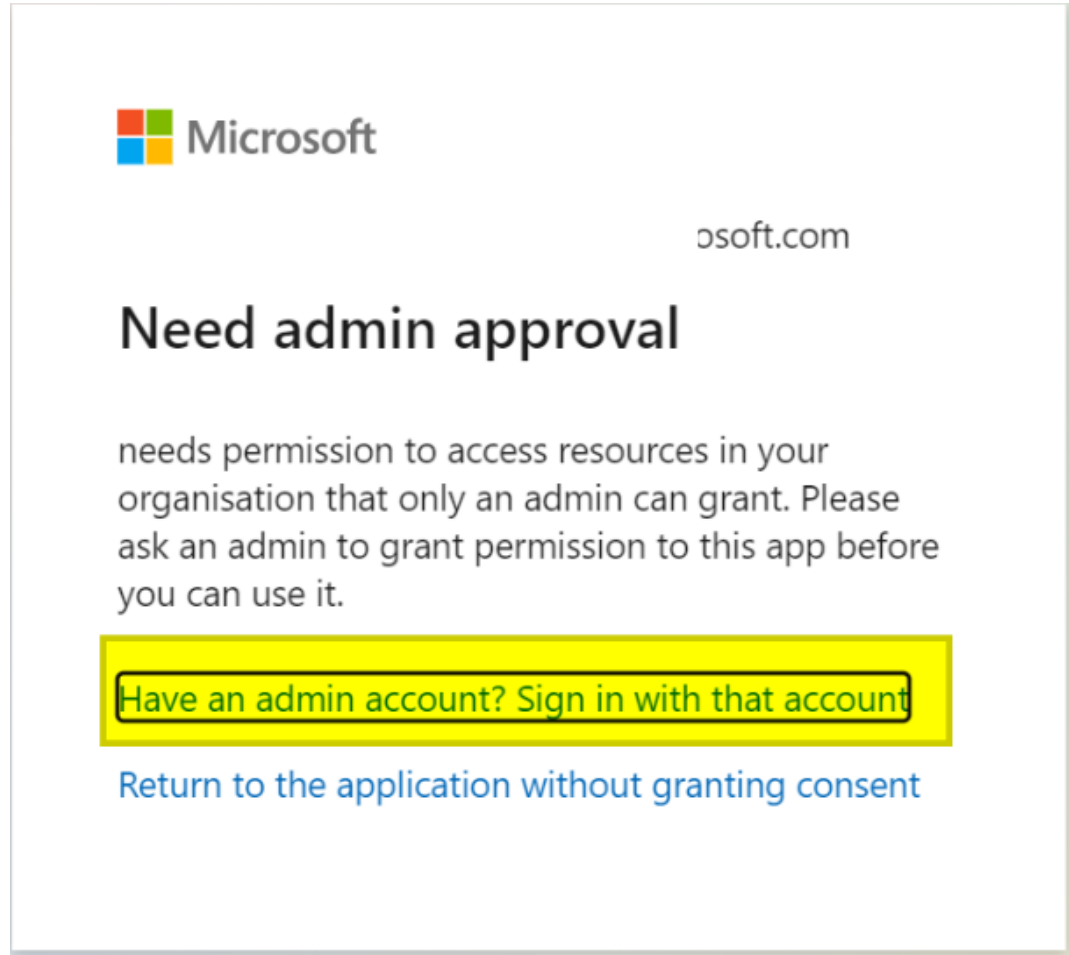 Microsoft
osoft.com
Need admin approval
needs permission to access resources in your
organisation that only an admin can grant. Please
ask an admin to grant permission to this app before
you can use it.
Have an admin account? Sign in with that account
Return to the application without granting consent